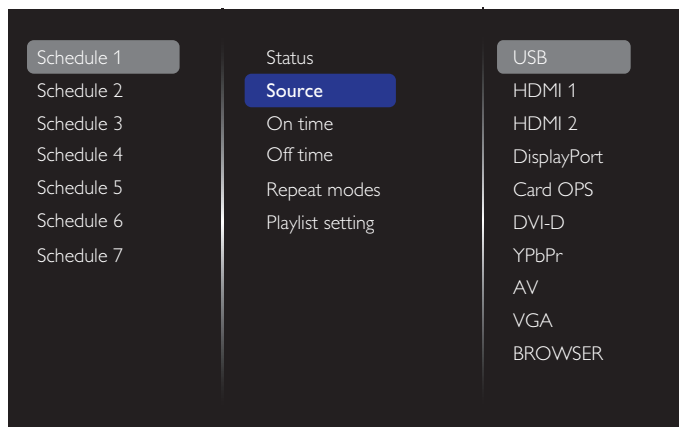 Schedule 1
Schedule 2
Schedule 3
Schedule 4
Schedule 5
Schedule 6
Schedule 7
Status
Source
On time
Off time
Repeat modes
Playlist setting
USB
HDMI 1
HDMI 2
DisplayPort
Card OPS
DVI-D
YPbPr
AV
VGA
BROWSER